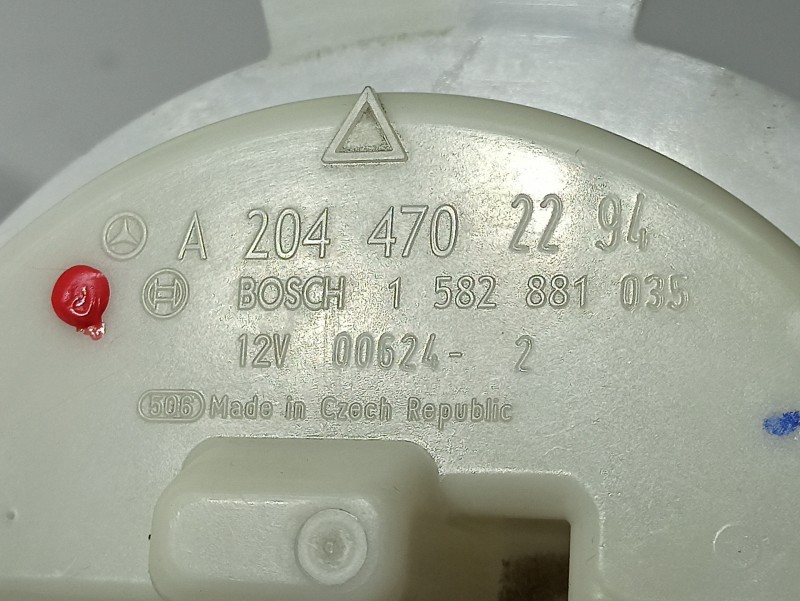 A 204 470 22 94
BOSCH 1 582 881 035
12V 00624- 2
506 Made in Czech Republic